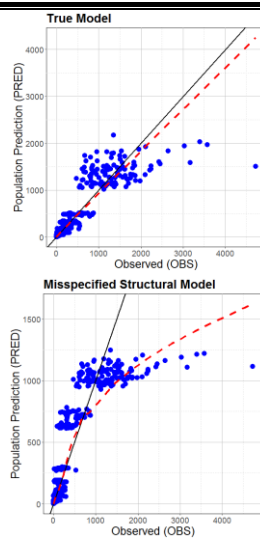 True Model
4000
3000
2000
1000
0
Population Prediction (PRED)
0 1000 2000 3000 4000
Observed (OBS)
Misspecified Structural Model
1500
1000
500
0
Population Prediction (PRED)
0 1000 2000 3000 4000
Observed (OBS)